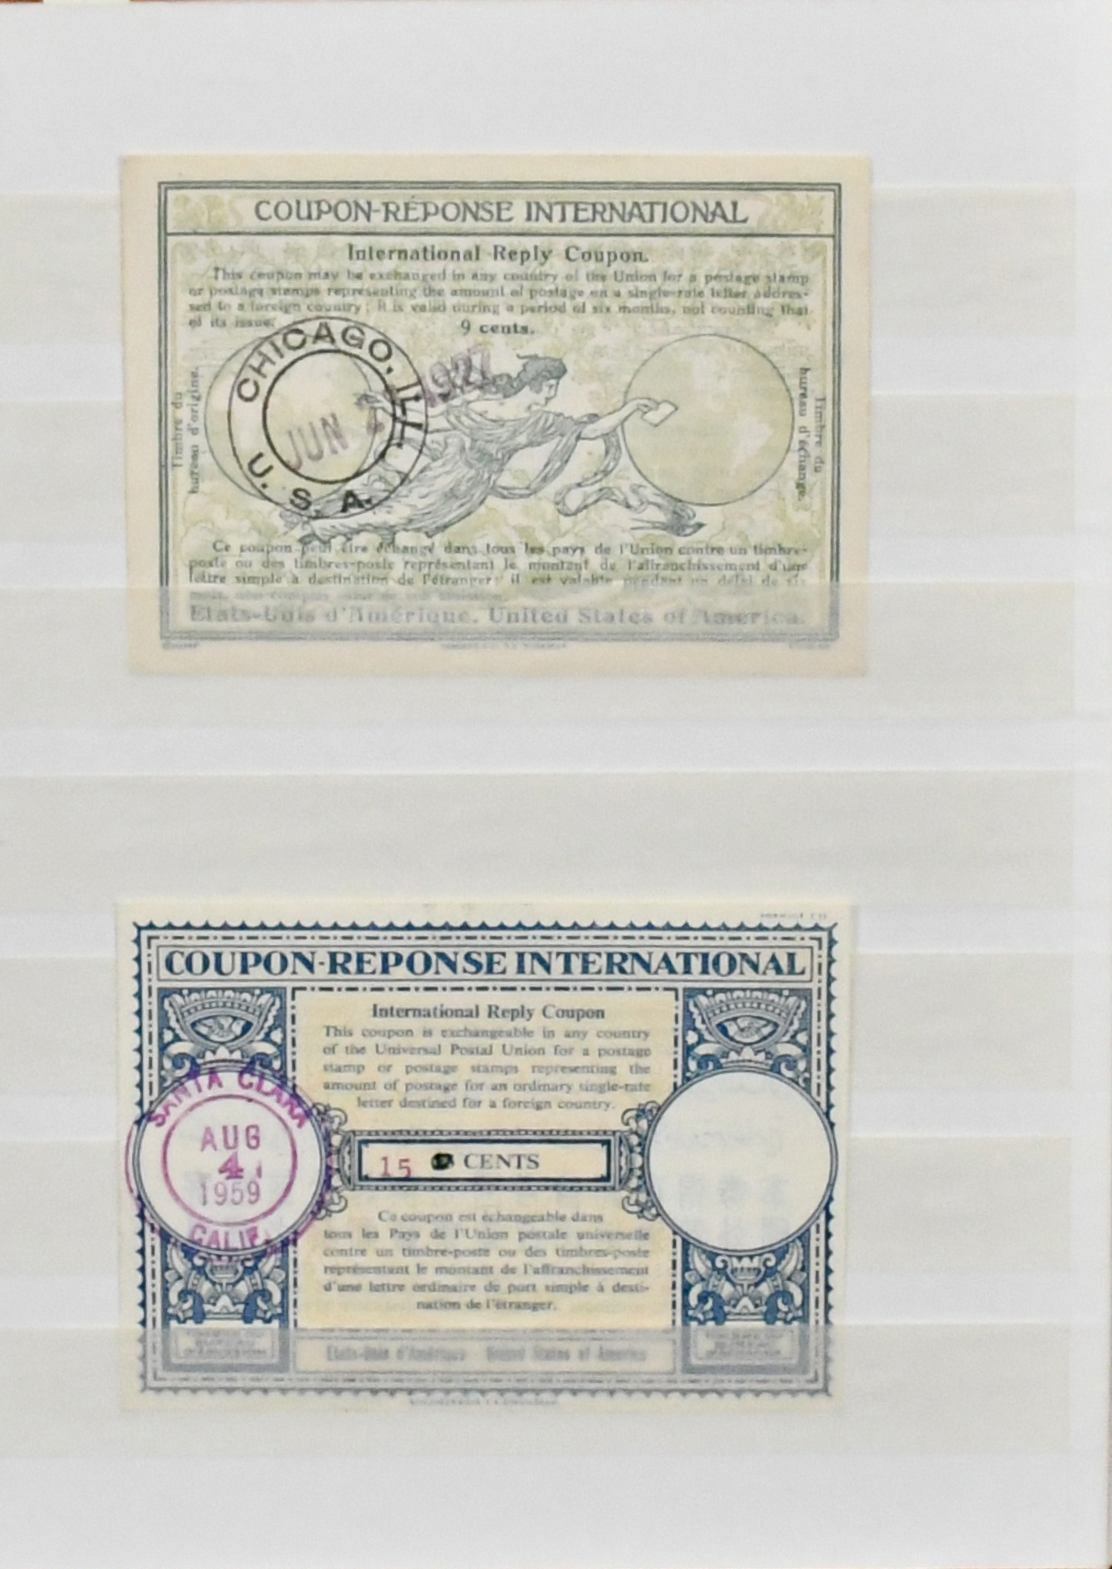 COUPON-RÉPONSE INTERNATIONAL
International Reply Coupon.
This coupon may be exchanged in any country of the Union for a postage stamp
or postage stamps representing the amount of postage on a single-rate letter addres-
sed to a foreign country; it is valid during a period of six months, not counting that
of its issue.
9 cents.
CHICAGO, ILL.
JUN 2 1927
U. S. A.
Timbre du
bureau d'origine.
Timbre du
bureau d'échange.
Ce coupon peut être échangé dans tous les pays de l'Union contre un timbre-
poste ou des timbres-poste représentant le montant de l'affranchissement d'une
lettre simple à destination de l'étranger; il est valable pendant un délai de six
Etats-Unis d'Amérique. United States of America.
COUPON-REPONSE INTERNATIONAL
International Reply Coupon
This coupon is exchangeable in any country
of the Universal Postal Union for a postage
stamp or postage stamps representing the
amount of postage for an ordinary single-rate
letter destined for a foreign country.
SANTA CLARA
AUG
4
1959
CALIF.
15 CENTS
Ce coupon est échangeable dans
tous les Pays de l'Union postale universelle
contre un timbre-poste ou des timbres-poste
représentant le montant de l'affranchissement
d'une lettre ordinaire de port simple à desti-
nation de l'étranger.
Etats-Unis d'Amérique United States of America